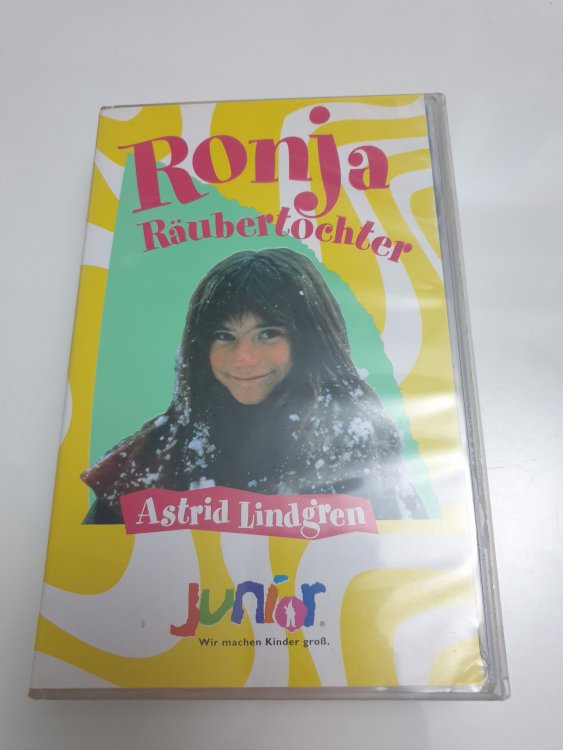 Ronja
Räubertochter
Astrid Lindgren
junior®
Wir machen Kinder groß.